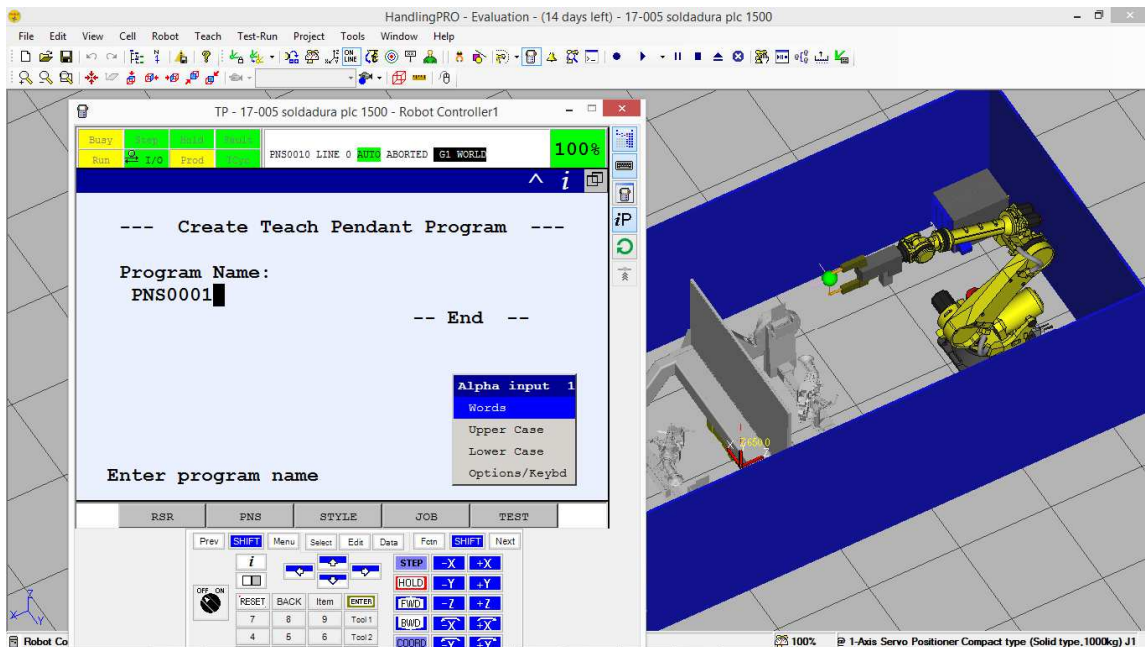 HandlingPRO - Evaluation - (14 days left) - 17-005 soldadura plc 1500
File Edit View Cell Robot Teach Test-Run Project Tools Window Help
TP - 17-005 soldadura plc 1500 - Robot Controller1
Busy Step Hold Fault
Run I/O Prod TCyc
PNS0010 LINE 0 AUTO ABORTED G1 WORLD
100%
i
iP
--- Create Teach Pendant Program ---
Program Name:
PNS0001
-- End --
Alpha input 1
Words
Upper Case
Lower Case
Options/Keybd
Enter program name
RSR PNS STYLE JOB TEST
Prev SHIFT Menu Select Edit Data Fctn SHIFT Next
i STEP -X +X
HOLD -Y +Y
OFF ON
RESET BACK Item ENTER FWD -Z +Z
7 8 9 Tool 1 BWD -X +X
4 5 6 Tool 2 COORD -Y +Y
Z
X Y
Robot Co
100% 1-Axis Servo Positioner Compact type (Solid type,1000kg) J1